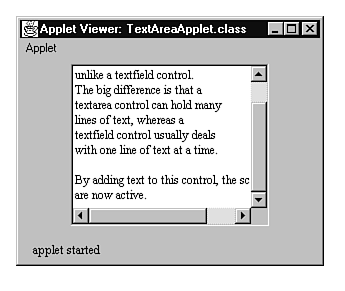 Applet Viewer: TextAreaApplet.class
Applet
unlike a textfield control.
The big difference is that a
textarea control can hold many
lines of text, whereas a
textfield control usually deals
with one line of text at a time.
By adding text to this control, the sc
are now active.
applet started